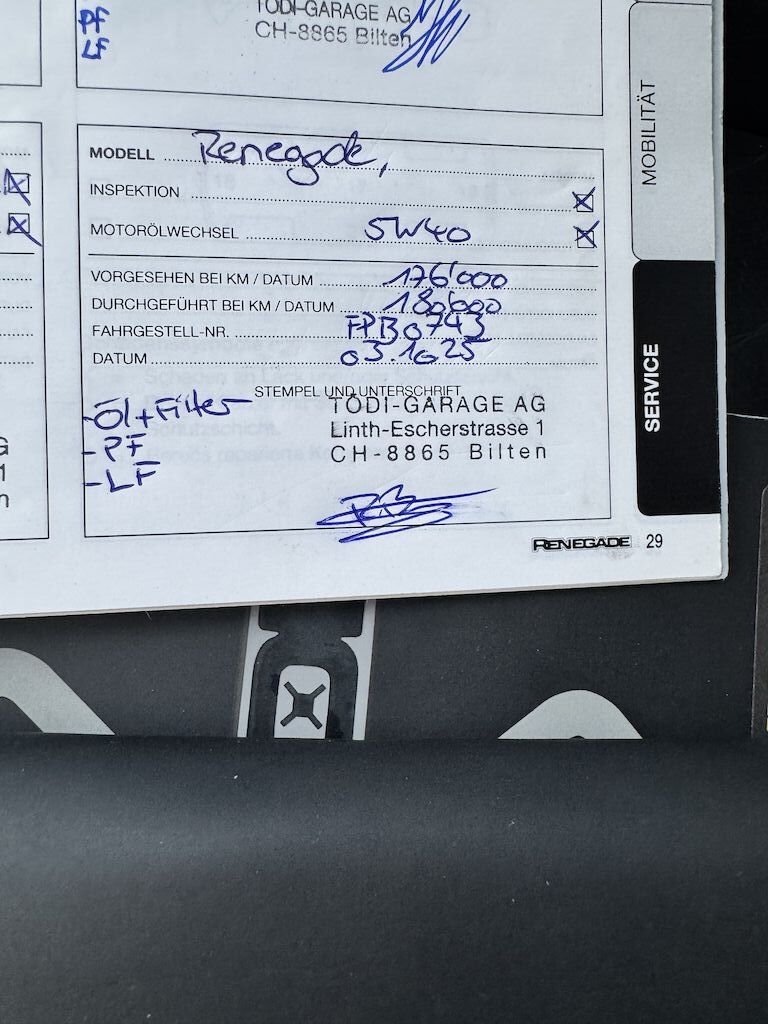 PF
LF
TÖDI-GARAGE AG
CH-8865 Bilten
MODELL Renegade,
INSPEKTION
MOTORÖLWECHSEL 5W40
VORGESEHEN BEI KM / DATUM 176'000
DURCHGEFÜHRT BEI KM / DATUM 180'000
FAHRGESTELL-NR. FPB0743
DATUM 03.10.25
STEMPEL UND UNTERSCHRIFT
-Öl+Filter
-PF
-LF
TÖDI-GARAGE AG
Linth-Escherstrasse 1
CH-8865 Bilten
RENEGADE 29
MOBILITÄT
SERVICE